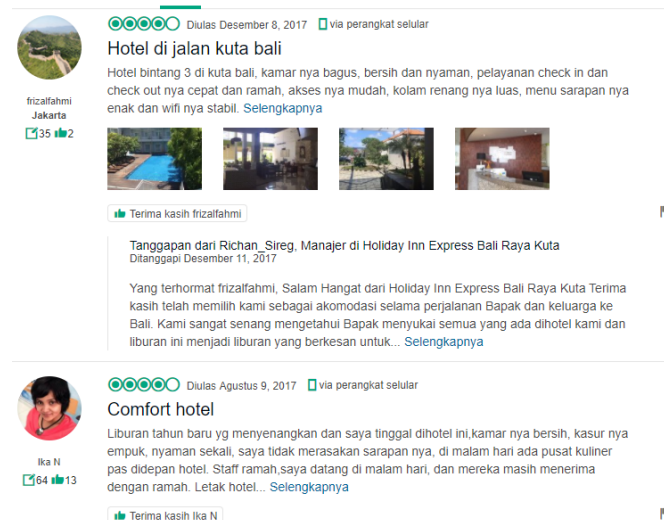 Diulas Desember 8, 2017 via perangkat selular
Hotel di jalan kuta bali
Hotel bintang 3 di kuta bali, kamar nya bagus, bersih dan nyaman, pelayanan check in dan
check out nya cepat dan ramah, akses nya mudah, kolam renang nya luas, menu sarapan nya
enak dan wifi nya stabil. Selengkapnya
frizalfahmi
Jakarta
35 2
Terima kasih frizalfahmi
Tanggapan dari Richan_Sireg, Manajer di Holiday Inn Express Bali Raya Kuta
Ditanggapi Desember 11, 2017
Yang terhormat frizalfahmi, Salam Hangat dari Holiday Inn Express Bali Raya Kuta Terima
kasih telah memilih kami sebagai akomodasi selama perjalanan Bapak dan keluarga ke
Bali. Kami sangat senang mengetahui Bapak menyukai semua yang ada dihotel kami dan
liburan ini menjadi liburan yang berkesan untuk... Selengkapnya
Diulas Agustus 9, 2017 via perangkat selular
Comfort hotel
Liburan tahun baru yg menyenangkan dan saya tinggal dihotel ini,kamar nya bersih, kasur nya
empuk, nyaman sekali, saya tidak merasakan sarapan nya, di malam hari ada pusat kuliner
pas didepan hotel. Staff ramah,saya datang di malam hari, dan mereka masih menerima
dengan ramah. Letak hotel... Selengkapnya
Ika N
64 13
Terima kasih Ika N